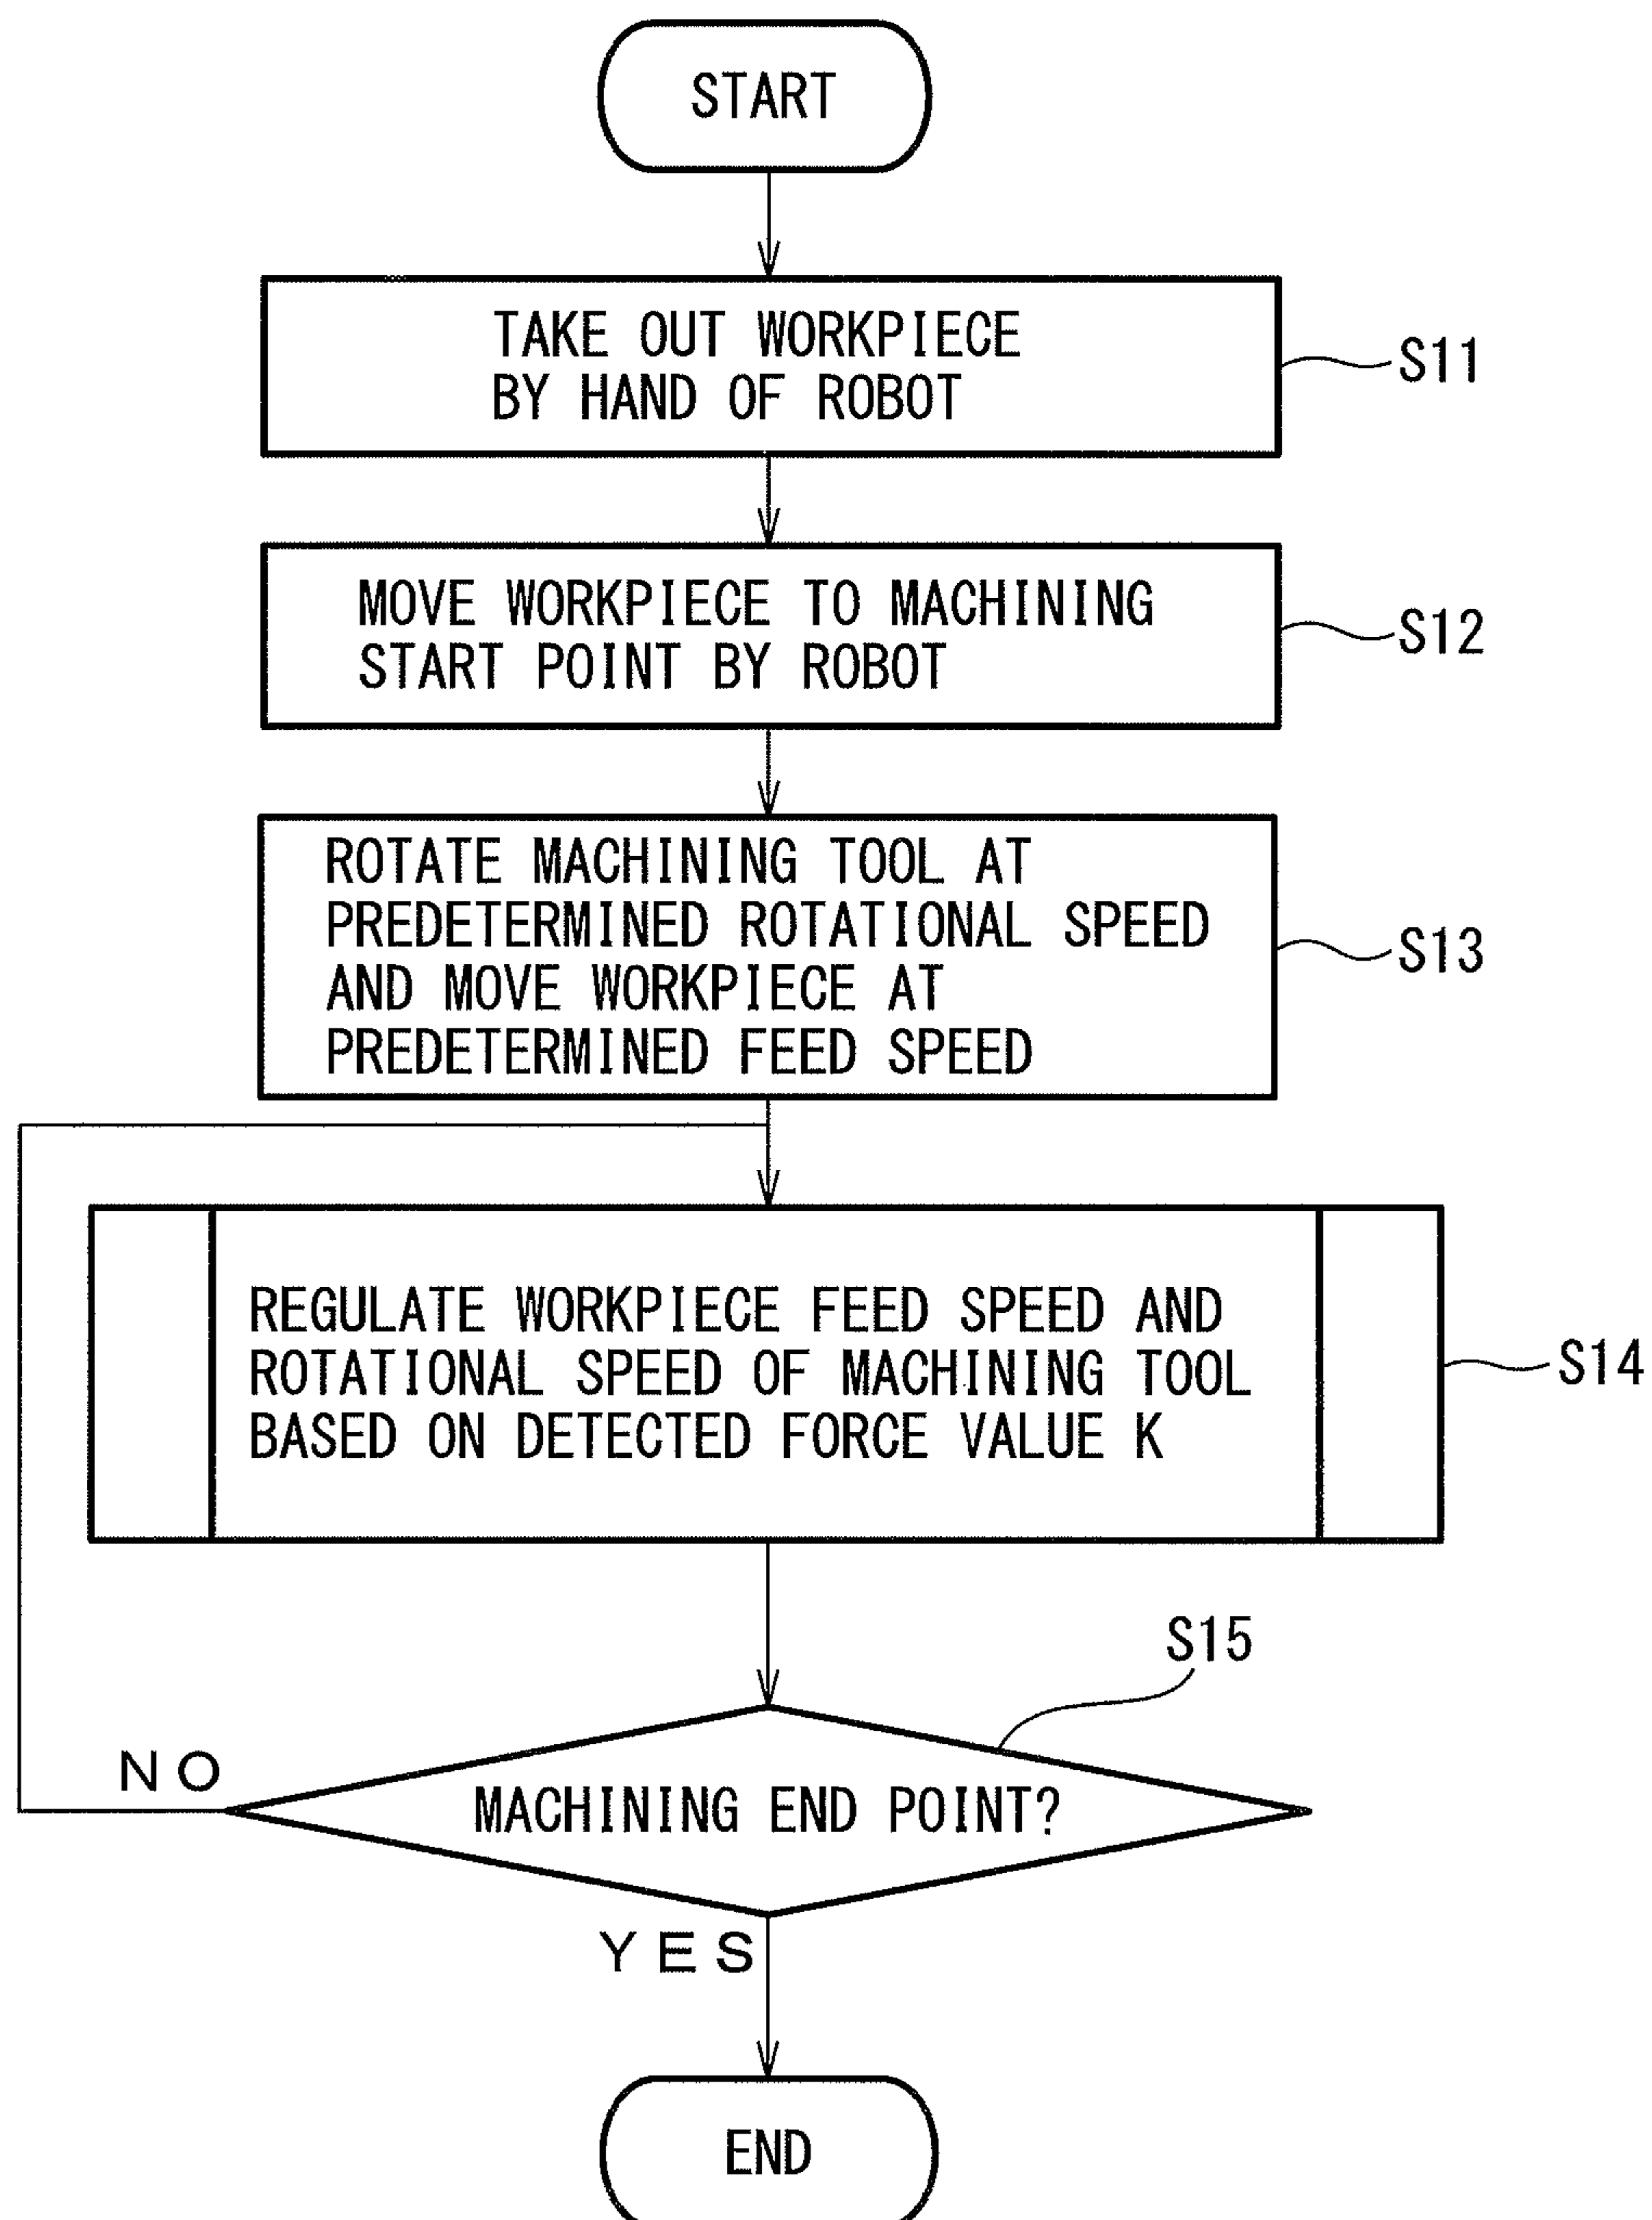 START
TAKE OUT WORKPIECE
BY HAND OF ROBOT
S11
MOVE WORKPIECE TO MACHINING
START POINT BY ROBOT
S12
ROTATE MACHINING TOOL AT
PREDETERMINED ROTATIONAL SPEED
AND MOVE WORKPIECE AT
PREDETERMINED FEED SPEED
S13
REGULATE WORKPIECE FEED SPEED AND
ROTATIONAL SPEED OF MACHINING TOOL
BASED ON DETECTED FORCE VALUE K
S14
S15
NO
MACHINING END POINT?
YES
END